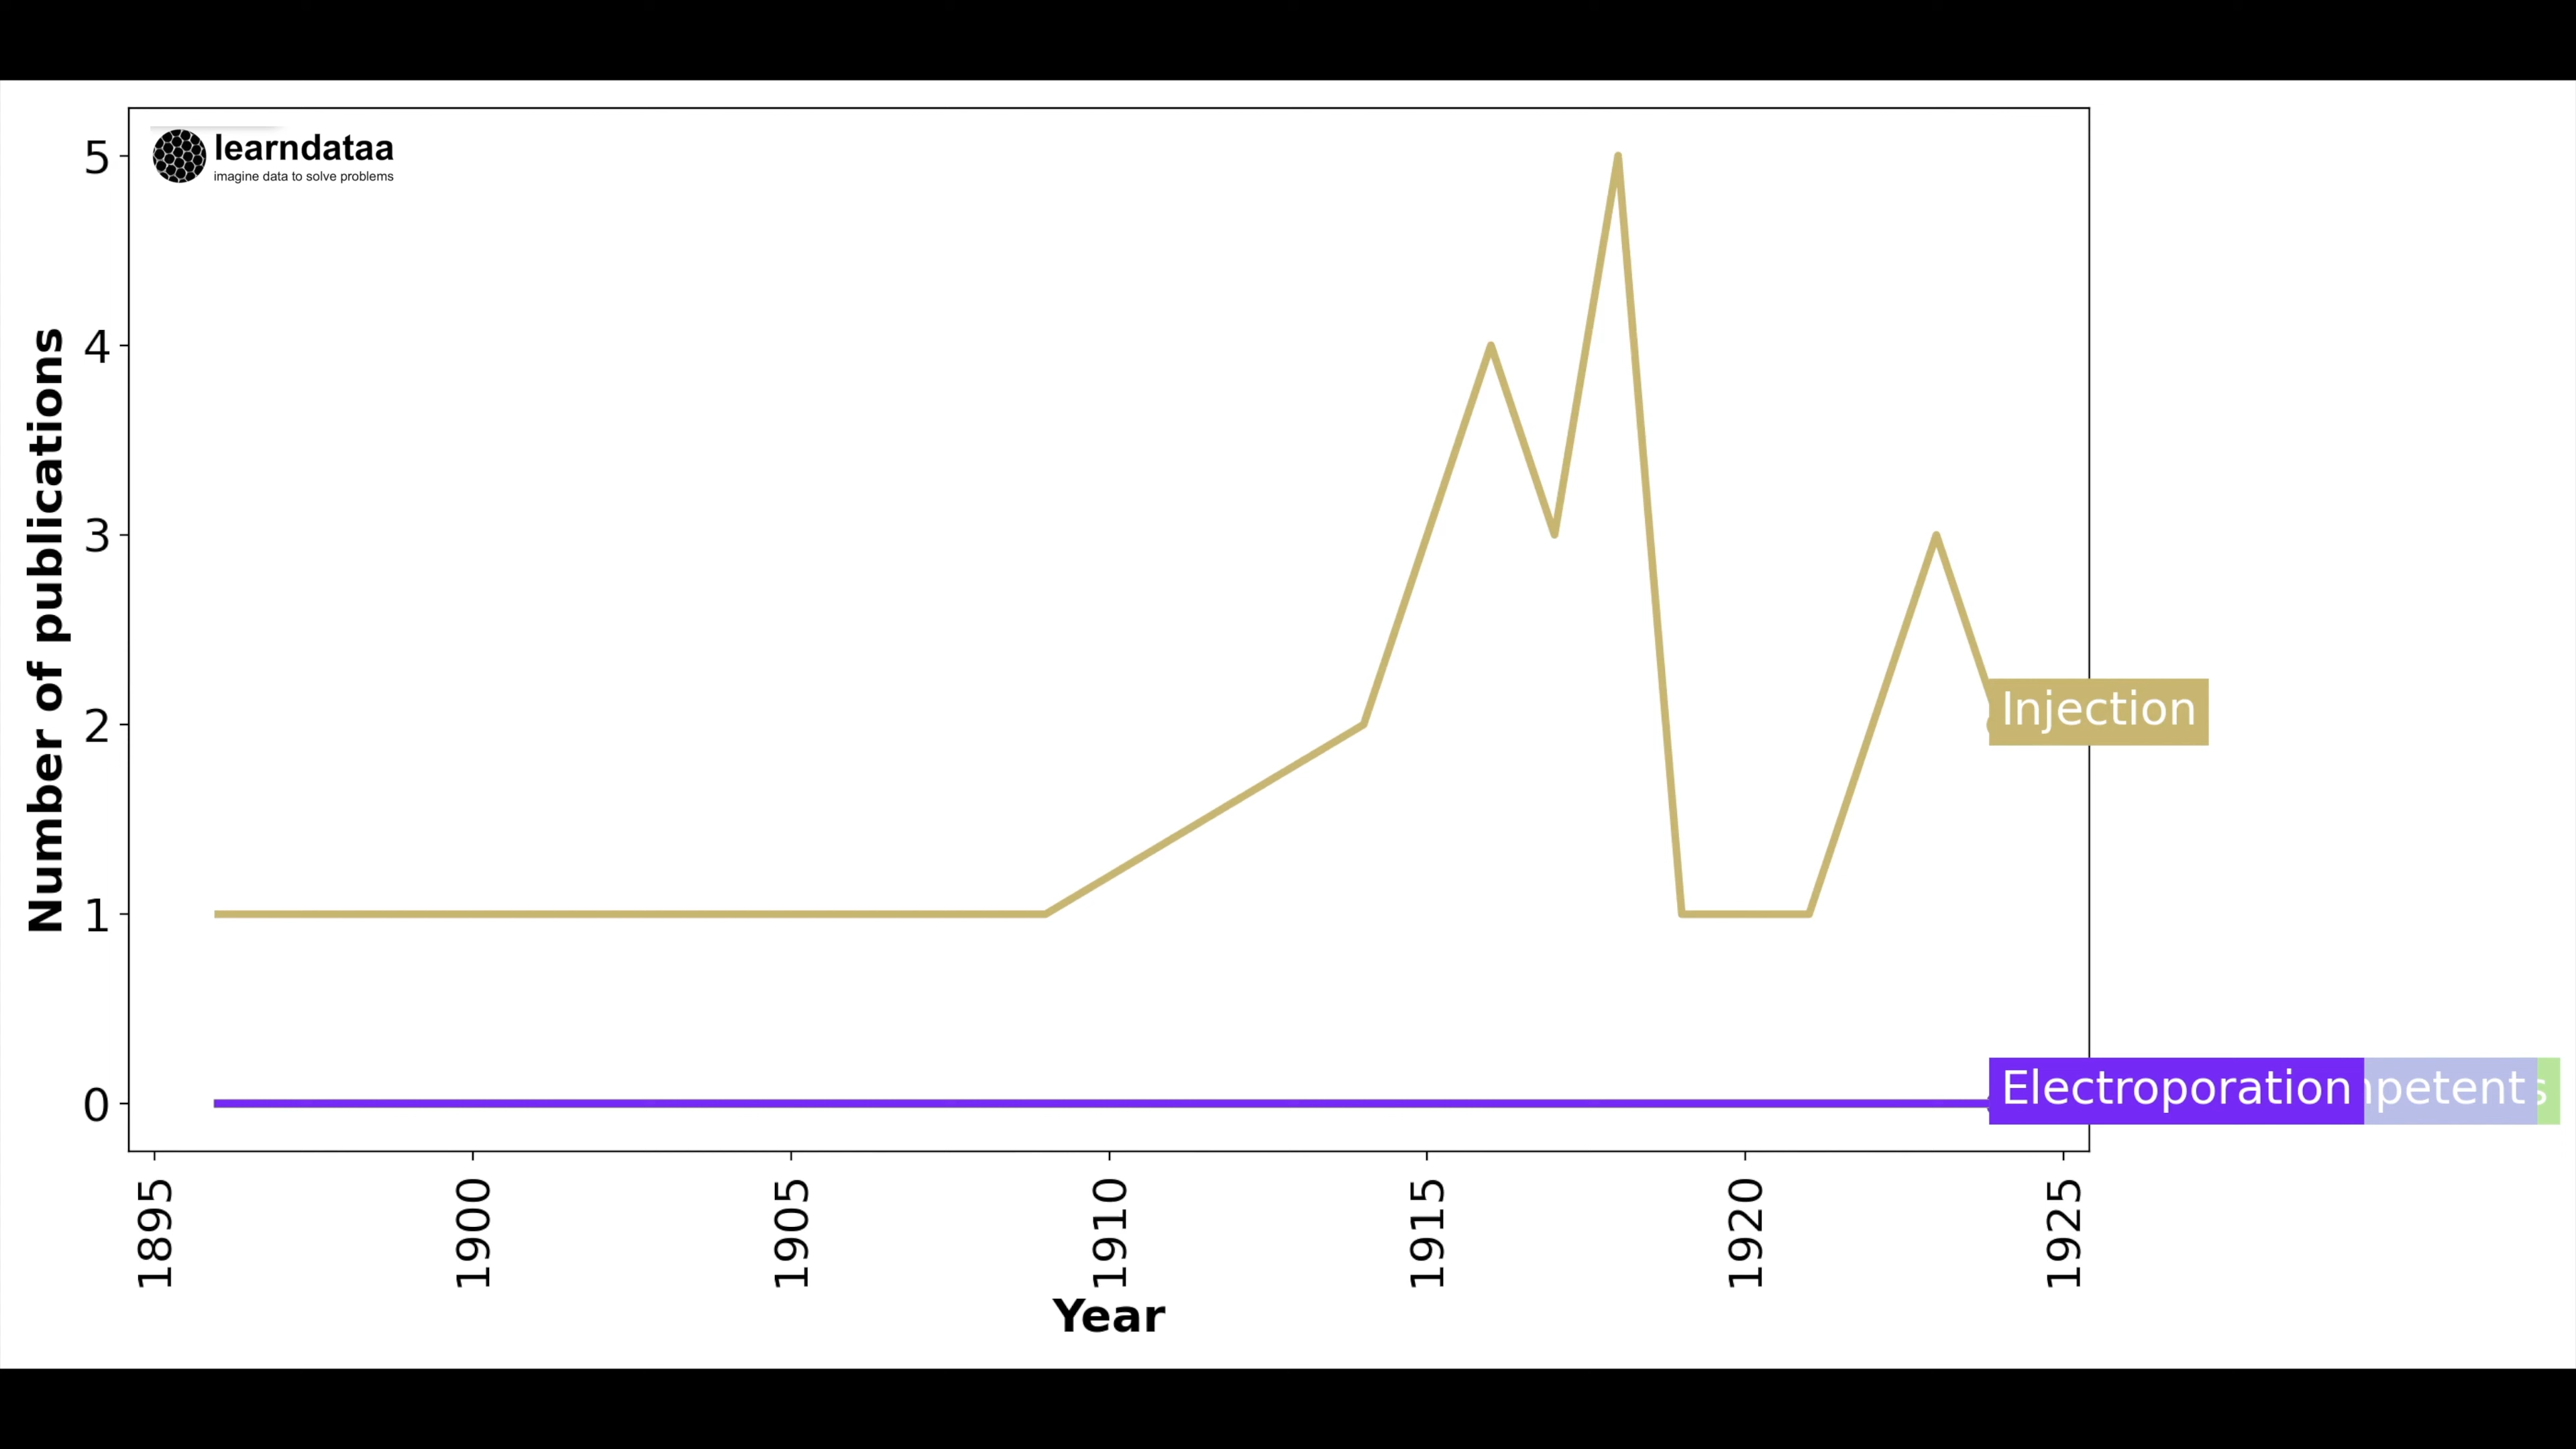 learndataa
imagine data to solve problems
5
4
3
2
1
0
Number of publications
Injection
Electroporation
1895
1900
1905
1910
1915
1920
1925
Year